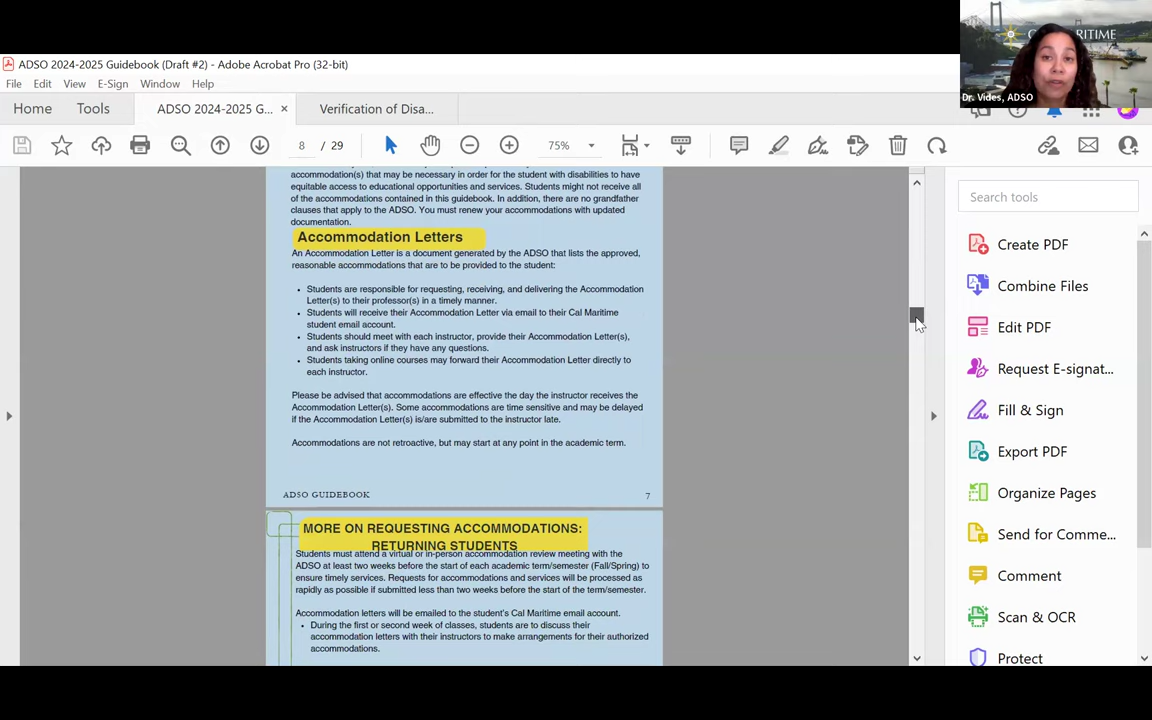 C
RITIME
Dr. Vides, ADSO
ADSO 2024-2025 Guidebook (Draft #2) - Adobe Acrobat Pro (32-bit)
File Edit View E-Sign Window Help
Home Tools ADSO 2024-2025 G... × Verification of Disa...
8 / 29 75%
accommodation(s) that may be necessary in order for the student with disabilities to have
equitable access to educational opportunities and services. Students might not receive all
of the accommodations contained in this guidebook. In addition, there are no grandfather
clauses that apply to the ADSO. You must renew your accommodations with updated
documentation.
Accommodation Letters
An Accommodation Letter is a document generated by the ADSO that lists the approved,
reasonable accommodations that are to be provided to the student:
• Students are responsible for requesting, receiving, and delivering the Accommodation
Letter(s) to their professor(s) in a timely manner.
• Students will receive their Accommodation Letter via email to their Cal Maritime
student email account.
• Students should meet with each instructor, provide their Accommodation Letter(s),
and ask instructors if they have any questions.
• Students taking online courses may forward their Accommodation Letter directly to
each instructor.
Please be advised that accommodations are effective the day the instructor receives the
Accommodation Letter(s). Some accommodations are time sensitive and may be delayed
if the Accommodation Letter(s) is/are submitted to the instructor late.
Accommodations are not retroactive, but may start at any point in the academic term.
ADSO GUIDEBOOK 7
MORE ON REQUESTING ACCOMMODATIONS:
RETURNING STUDENTS
Students must attend a virtual or in-person accommodation review meeting with the
ADSO at least two weeks before the start of each academic term/semester (Fall/Spring) to
ensure timely services. Requests for accommodations and services will be processed as
rapidly as possible if submitted less than two weeks before the start of the term/semester.
Accommodation letters will be emailed to the student's Cal Maritime email account.
• During the first or second week of classes, students are to discuss their
accommodation letters with their instructors to make arrangements for their authorized
accommodations.
Search tools
Create PDF
Combine Files
Edit PDF
Request E-signat...
Fill & Sign
Export PDF
Organize Pages
Send for Comme...
Comment
Scan & OCR
Protect